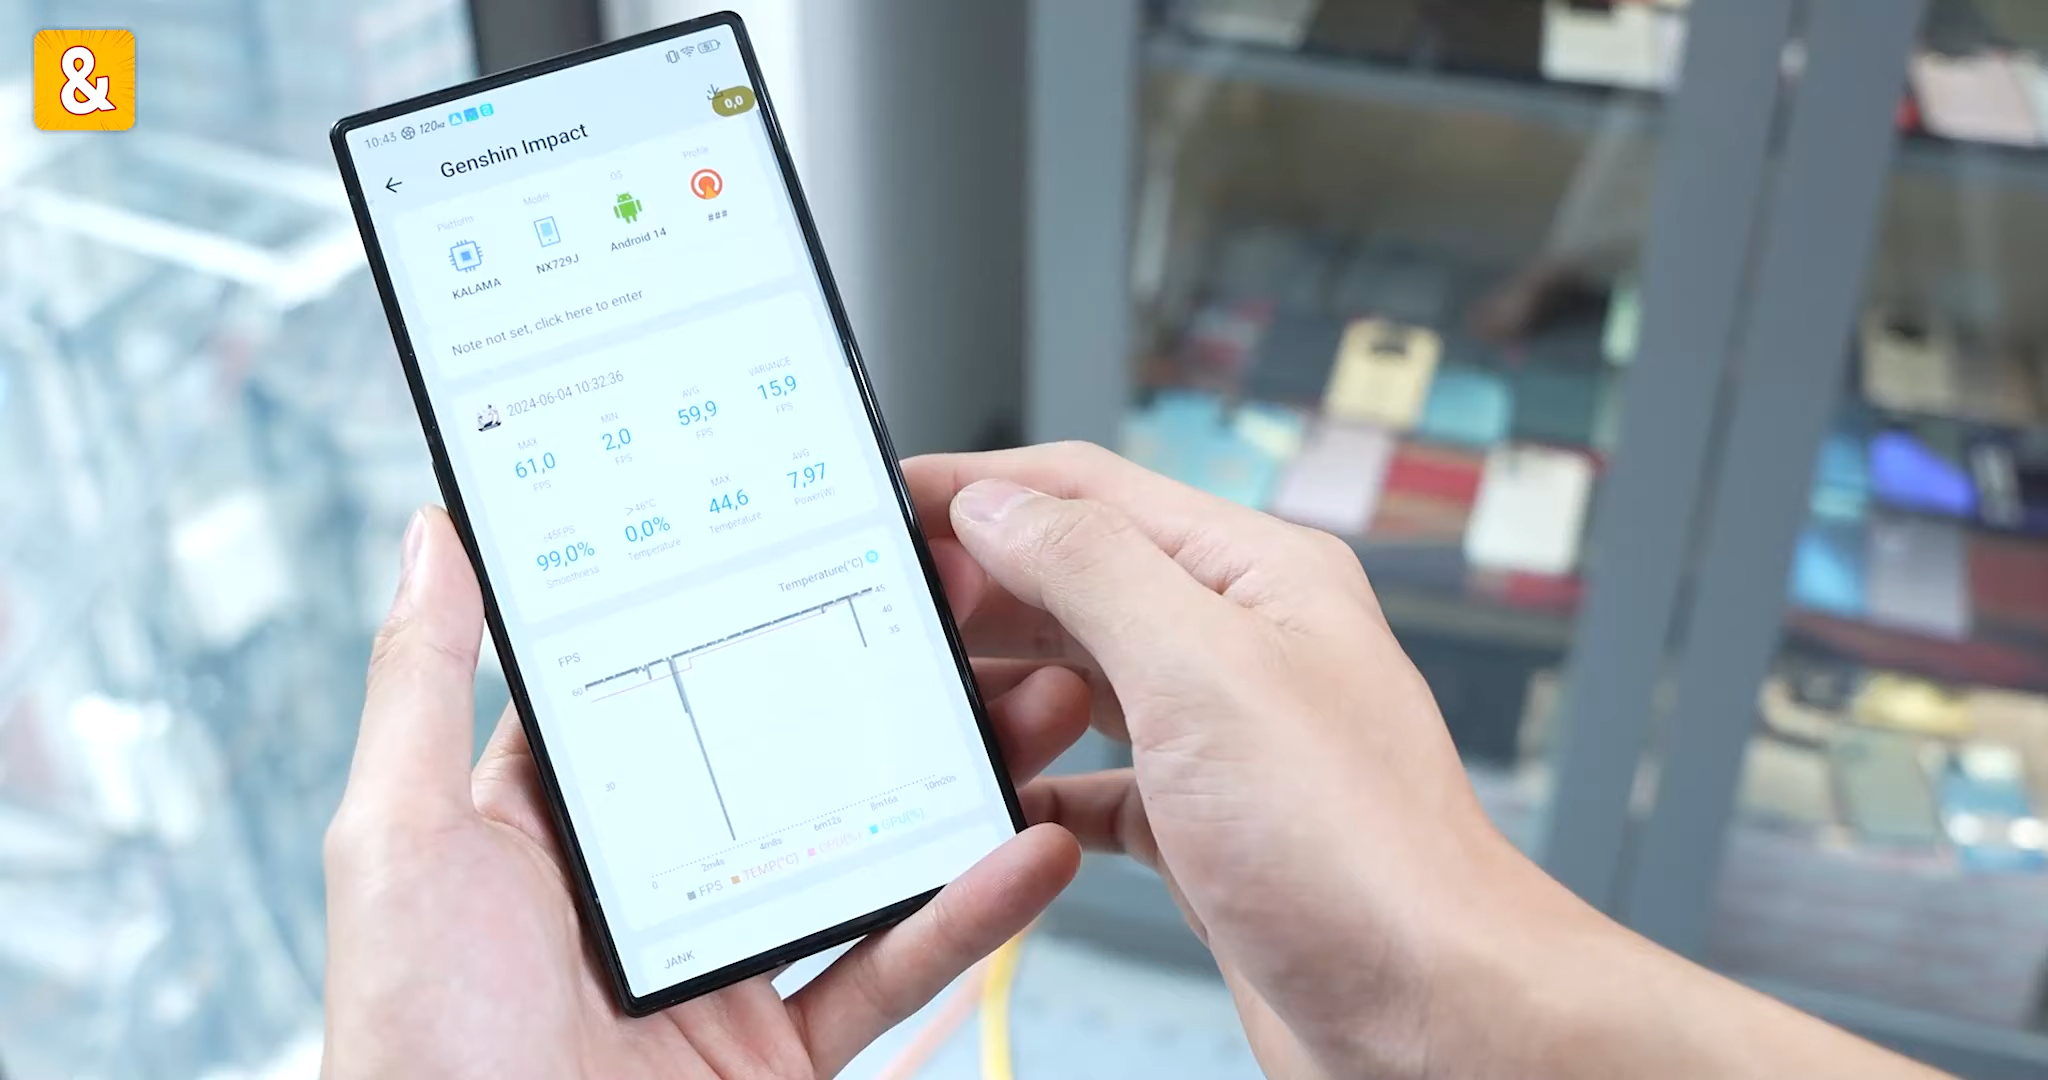 &
10:43 120Hz
0,0
Genshin Impact
Platform Model OS Profile
KALAMA NX729J Android 14 ###
Note not set, click here to enter
2024-06-04 10:32:36
MAX MIN AVG VARIANCE
61,0 2,0 59,9 15,9
FPS FPS FPS FPS
≥45FPS ≥46°C MAX AVG
99,0% 0,0% 44,6 7,97
Smoothness Temperature Temperature Power(W)
Temperature(°C)
FPS
45
40
35
60
30
0 2m4s 4m8s 6m12s 8m16s 10m20s
FPS TEMP(°C) CPU(%) GPU(%)
JANK